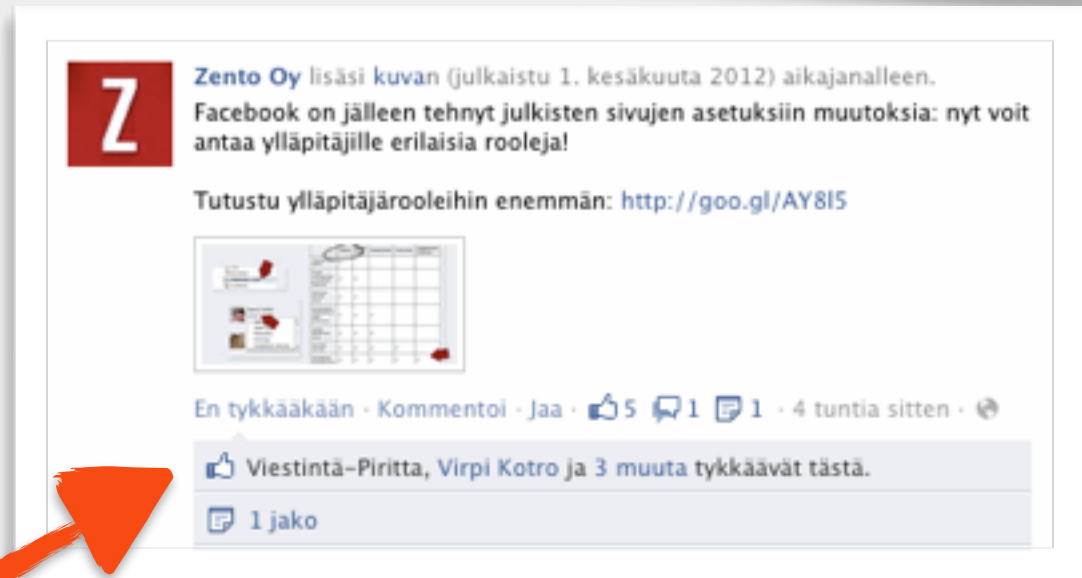 Z
Zento Oy lisäsi kuvan (julkaistu 1. kesäkuuta 2012) aikajanalleen.
Facebook on jälleen tehnyt julkisten sivujen asetuksiin muutoksia: nyt voit
antaa ylläpitäjille erilaisia rooleja!
Tutustu ylläpitäjärooleihin enemmän: http://goo.gl/AY8l5
En tykkääkään · Kommentoi · Jaa · 5 1 1 · 4 tuntia sitten ·
Viestintä-Piritta, Virpi Kotro ja 3 muuta tykkäävät tästä.
1 jako